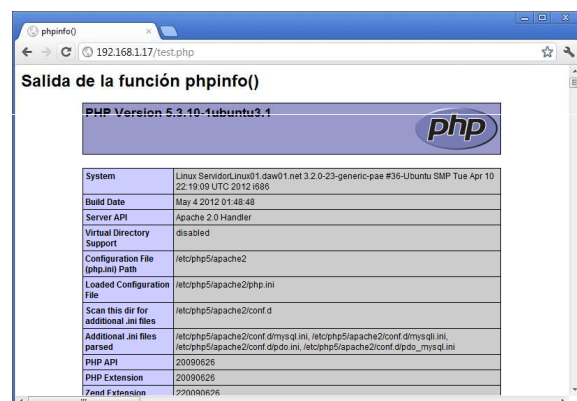 phpinfo()
192.168.1.17/test.php
Salida de la función phpinfo()
PHP Version 5.3.10-1ubuntu3.1
php
System Linux ServidorLinux01.daw01.net 3.2.0-23-generic-pae #36-Ubuntu SMP Tue Apr 10
22:19:09 UTC 2012 i686
Build Date May 4 2012 01:48:48
Server API Apache 2.0 Handler
Virtual Directory disabled
Support
Configuration File /etc/php5/apache2
(php.ini) Path
Loaded Configuration /etc/php5/apache2/php.ini
File
Scan this dir for /etc/php5/apache2/conf.d
additional .ini files
Additional .ini files /etc/php5/apache2/conf.d/mysql.ini, /etc/php5/apache2/conf.d/mysqli.ini,
parsed /etc/php5/apache2/conf.d/pdo.ini, /etc/php5/apache2/conf.d/pdo_mysql.ini
PHP API 20090626
PHP Extension 20090626
Zend Extension 220090626